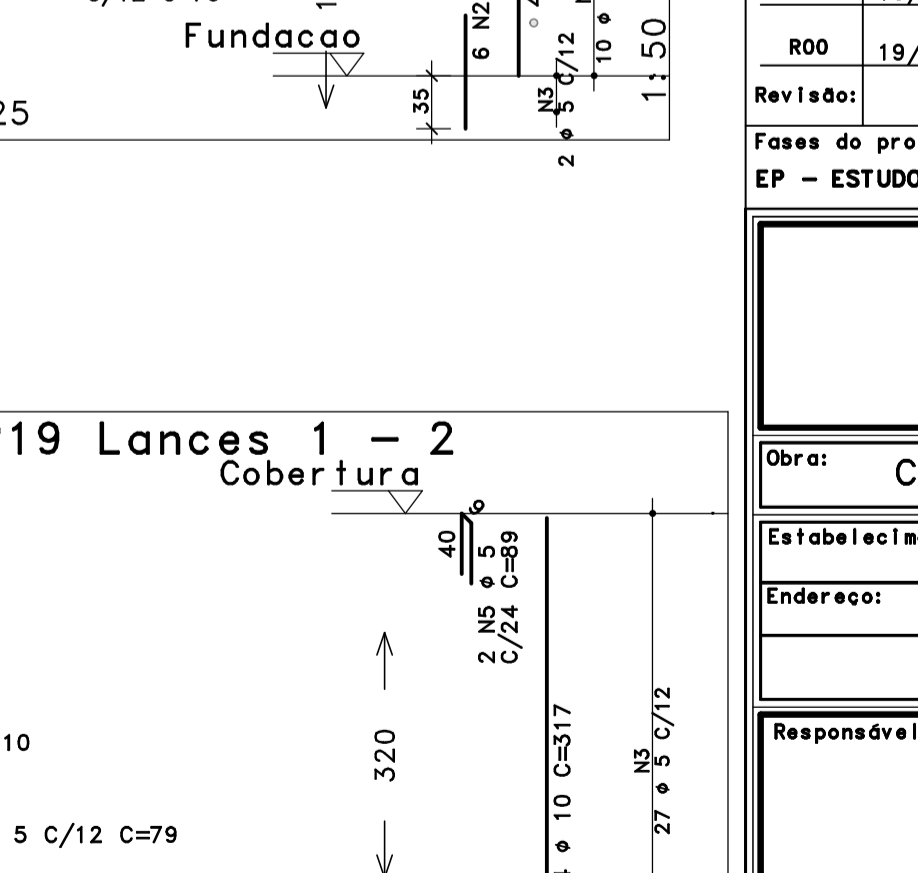 Fundacao
25
35
6 N2
N3
2 φ 5 C/12
10 φ
1:50
R00
19/
Revisão:
Fases do pro
EP - ESTUDO
19 Lances 1 - 2
Cobertura
40
2 N5 φ 5
C/24 C=89
320
10
5 C/12 C=79
φ 10 C=317
N3
27 φ 5 C/12
Obra:
C
Estabelecim
Endereço:
Responsável